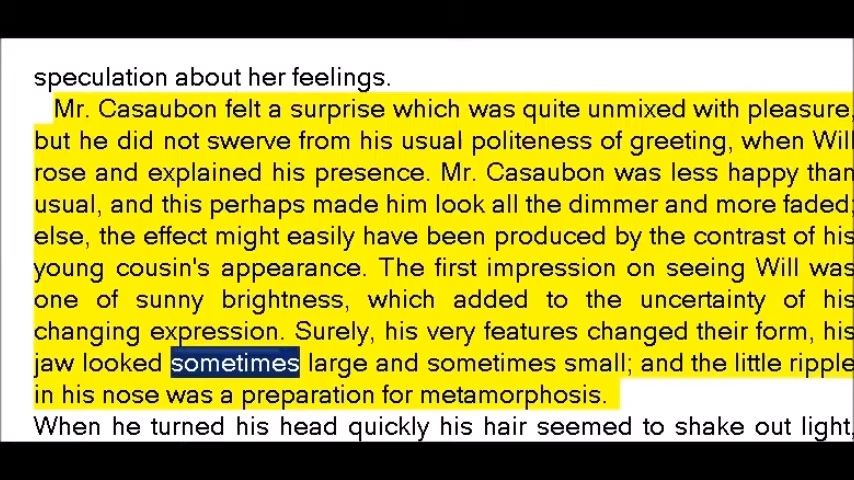 speculation about her feelings.
Mr. Casaubon felt a surprise which was quite unmixed with pleasure,
but he did not swerve from his usual politeness of greeting, when Will
rose and explained his presence. Mr. Casaubon was less happy than
usual, and this perhaps made him look all the dimmer and more faded;
else, the effect might easily have been produced by the contrast of his
young cousin's appearance. The first impression on seeing Will was
one of sunny brightness, which added to the uncertainty of his
changing expression. Surely, his very features changed their form, his
jaw looked sometimes large and sometimes small; and the little ripple
in his nose was a preparation for metamorphosis.
When he turned his head quickly his hair seemed to shake out light,